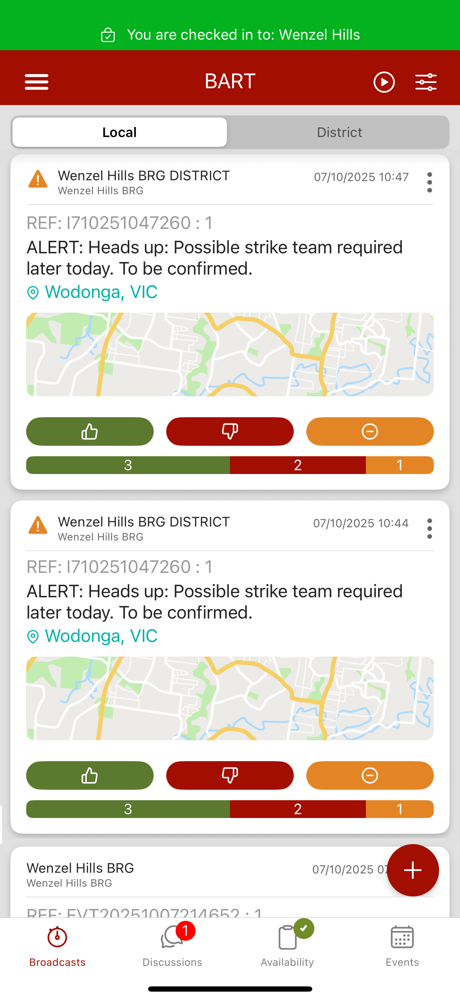 You are checked in to: Wenzel Hills
BART
Local
District
Wenzel Hills BRG DISTRICT
07/10/2025 10:47
Wenzel Hills BRG
REF: I710251047260 : 1
ALERT: Heads up: Possible strike team required
later today. To be confirmed.
Wodonga, VIC
3
2
1
Wenzel Hills BRG DISTRICT
07/10/2025 10:44
Wenzel Hills BRG
REF: I710251047260 : 1
ALERT: Heads up: Possible strike team required
later today. To be confirmed.
Wodonga, VIC
3
2
1
Wenzel Hills BRG
07/10/2025 07
Wenzel Hills BRG
REF: EVT20251007214652 : 1
1
Broadcasts
Discussions
Availability
Events